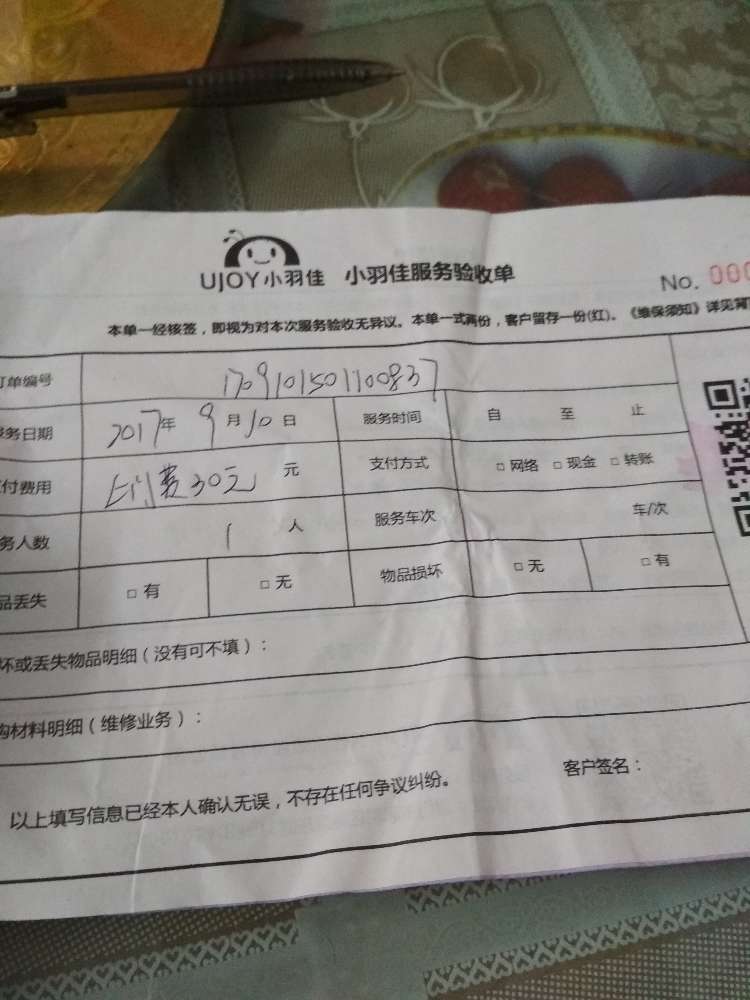 UJOY小羽佳 小羽佳服务验收单
No. 000
本单一经核签，即视为对本次服务验收无异议。本单一式两份，客户留存一份(红)。《维保须知》详见背
订单编号 1709101501100837
服务日期 2017年 9月10日 服务时间 自 至 止
付费用 上门费30元 元 支付方式 □网络 □现金 □转账
务人数 1 人 服务车次 车/次
品丢失 □有 □无 物品损坏 □无 □有
坏或丢失物品明细（没有可不填）：
购材料明细（维修业务）：
以上填写信息已经本人确认无误，不存在任何争议纠纷。 客户签名：